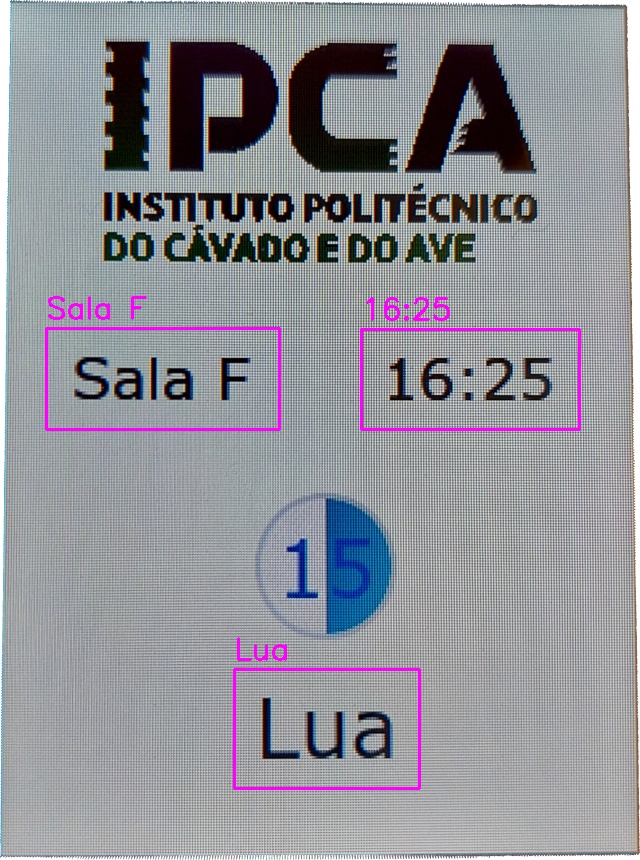 IPCA
INSTITUTO POLITÉCNICO
DO CÁVADO E DO AVE
Sala F 16:25
Sala F 16:25
15
Lua
Lua